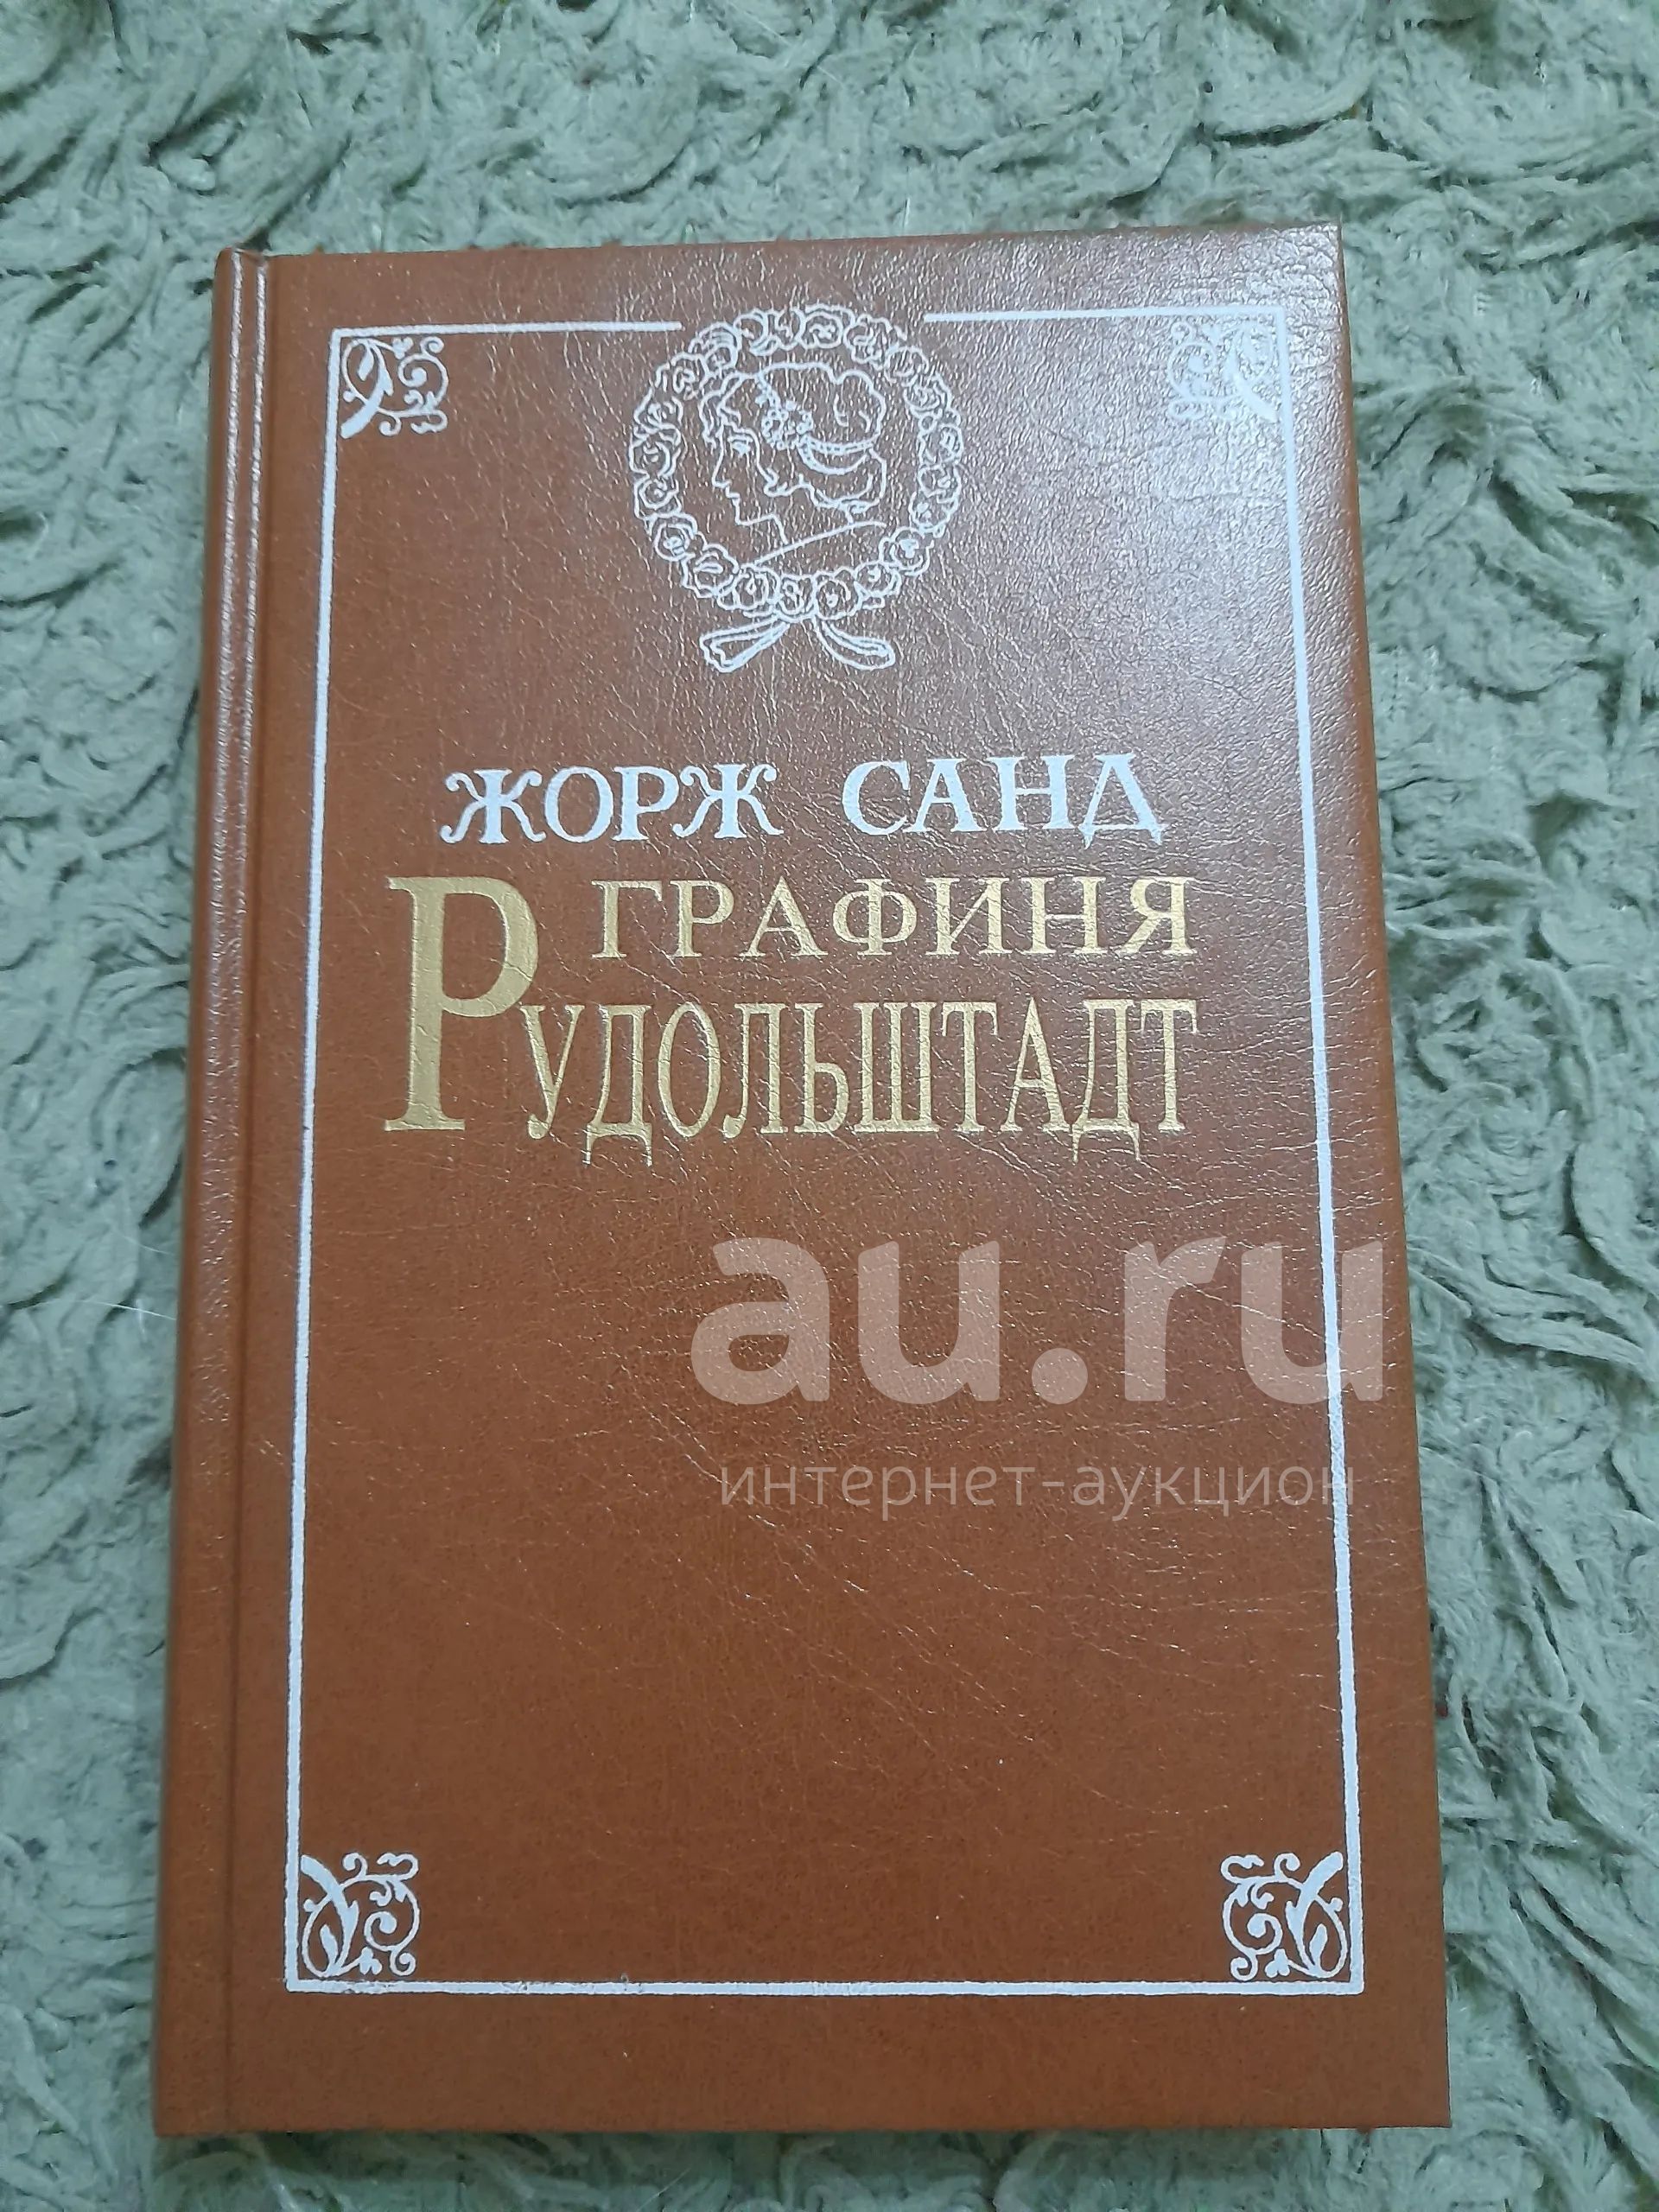 ЖОРЖ САНД
ГРАФИНЯ
РУДОЛЬШТАДТ
au.ru
интернет-аукцион